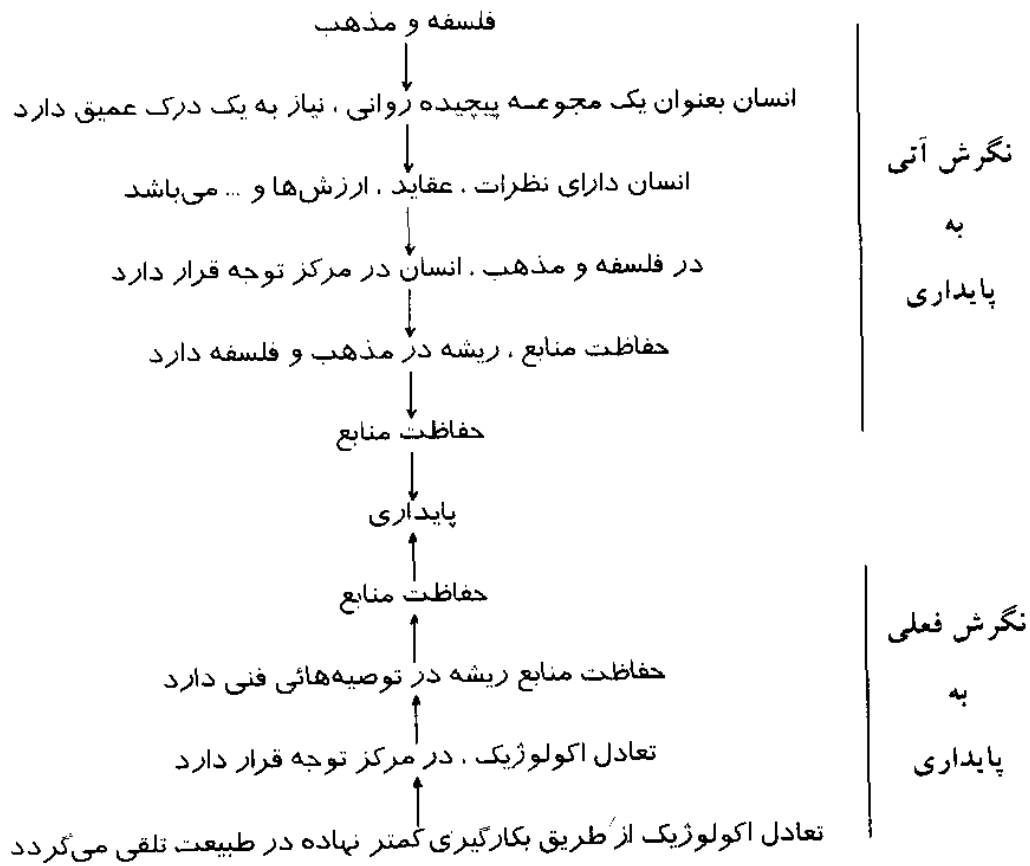 فلسفه و مذهب
انسان بعنوان یک مجموعه پیچیده روانی ، نیاز به یک درک عمیق دارد
انسان دارای نظرات ، عقاید ، ارزش‌ها و ... می‌باشد
در فلسفه و مذهب ، انسان در مرکز توجه قرار دارد
حفاظت منابع ، ریشه در مذهب و فلسفه دارد
حفاظت منابع
نگرش آتی
به
پایداری
پایداری
حفاظت منابع
حفاظت منابع ریشه در توصیه‌هائی فنی دارد
تعادل اکولوژیک ، در مرکز توجه قرار دارد
تعادل اکولوژیک از طریق بکارگیری کمتر نهاده در طبیعت تلقی می‌گردد
نگرش فعلی
به
پایداری